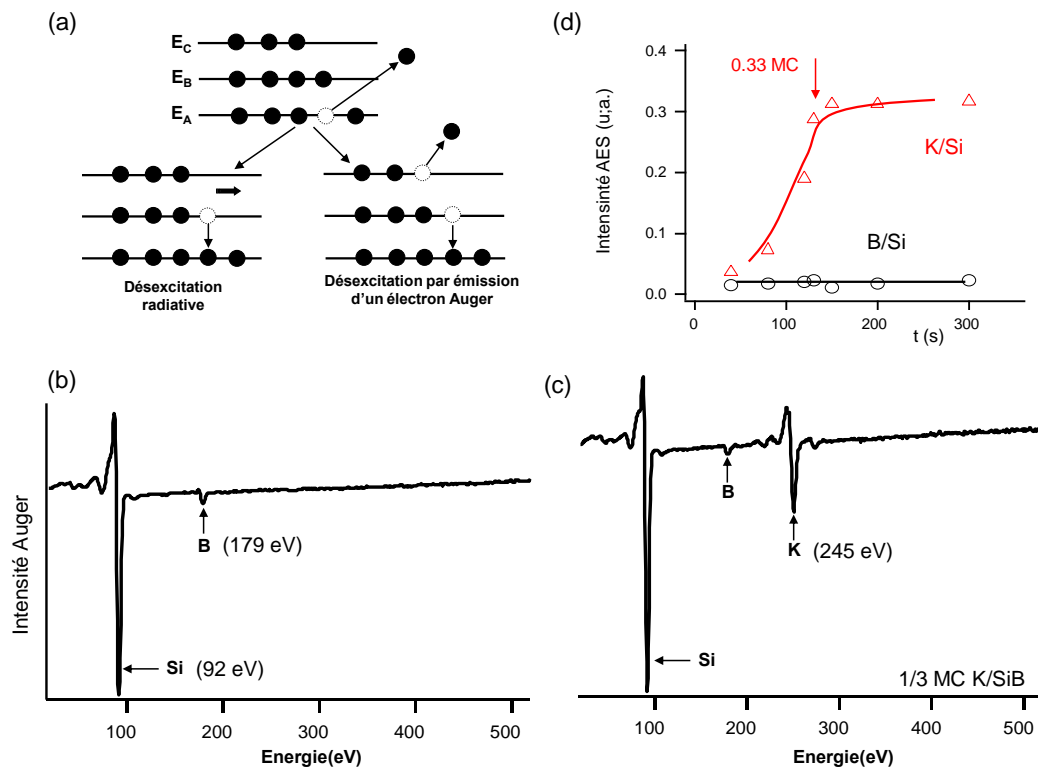 (a)
E_C
E_B
E_A
Désexcitation
radiative
Désexcitation par émission
d'un électron Auger
(d)
Intensinté AES (u;a.)
0.4
0.3
0.2
0.1
0.0
0.33 MC
K/Si
B/Si
0
100
200
300
t (s)
(b)
Intensité Auger
B (179 eV)
Si (92 eV)
100
200
300
400
500
Energie(eV)
(c)
B
K (245 eV)
Si
1/3 MC K/SiB
100
200
300
400
500
Energie(eV)